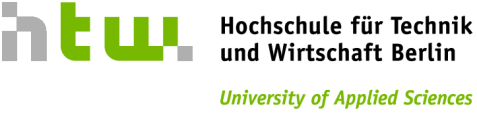 htw.
Hochschule für Technik
und Wirtschaft Berlin
University of Applied Sciences